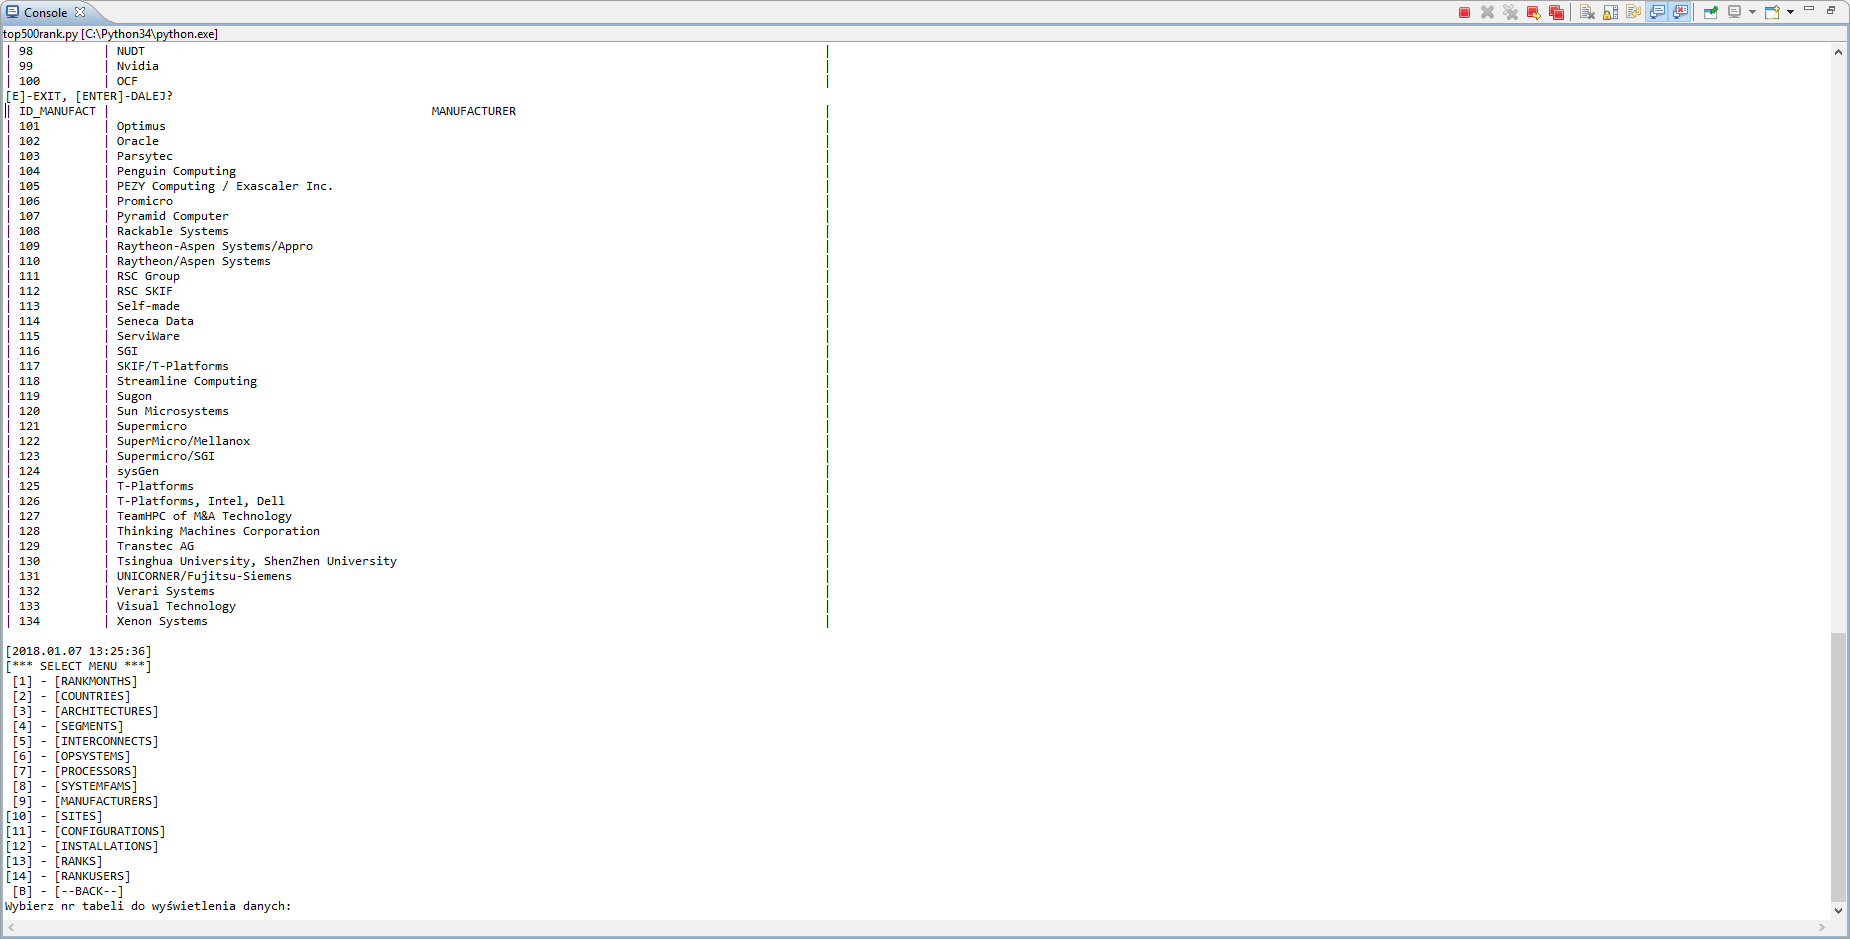 Console
top500rank.py [C:\Python34\python.exe]
| 98 | NUDT |
| 99 | Nvidia |
| 100 | OCF |
[E]-EXIT, [ENTER]-DALEJ?
| ID_MANUFACT | MANUFACTURER |
| 101 | Optimus |
| 102 | Oracle |
| 103 | Parsytec |
| 104 | Penguin Computing |
| 105 | PEZY Computing / Exascaler Inc. |
| 106 | Promicro |
| 107 | Pyramid Computer |
| 108 | Rackable Systems |
| 109 | Raytheon-Aspen Systems/Appro |
| 110 | Raytheon/Aspen Systems |
| 111 | RSC Group |
| 112 | RSC SKIF |
| 113 | Self-made |
| 114 | Seneca Data |
| 115 | ServiWare |
| 116 | SGI |
| 117 | SKIF/T-Platforms |
| 118 | Streamline Computing |
| 119 | Sugon |
| 120 | Sun Microsystems |
| 121 | Supermicro |
| 122 | SuperMicro/Mellanox |
| 123 | Supermicro/SGI |
| 124 | sysGen |
| 125 | T-Platforms |
| 126 | T-Platforms, Intel, Dell |
| 127 | TeamHPC of M&A Technology |
| 128 | Thinking Machines Corporation |
| 129 | Transtec AG |
| 130 | Tsinghua University, ShenZhen University |
| 131 | UNICORNER/Fujitsu-Siemens |
| 132 | Verari Systems |
| 133 | Visual Technology |
| 134 | Xenon Systems |
[2018.01.07 13:25:36]
[*** SELECT MENU ***]
[1] - [RANKMONTHS]
[2] - [COUNTRIES]
[3] - [ARCHITECTURES]
[4] - [SEGMENTS]
[5] - [INTERCONNECTS]
[6] - [OPSYSTEMS]
[7] - [PROCESSORS]
[8] - [SYSTEMFAMS]
[9] - [MANUFACTURERS]
[10] - [SITES]
[11] - [CONFIGURATIONS]
[12] - [INSTALLATIONS]
[13] - [RANKS]
[14] - [RANKUSERS]
[B] - [--BACK--]
Wybierz nr tabeli do wyświetlenia danych: